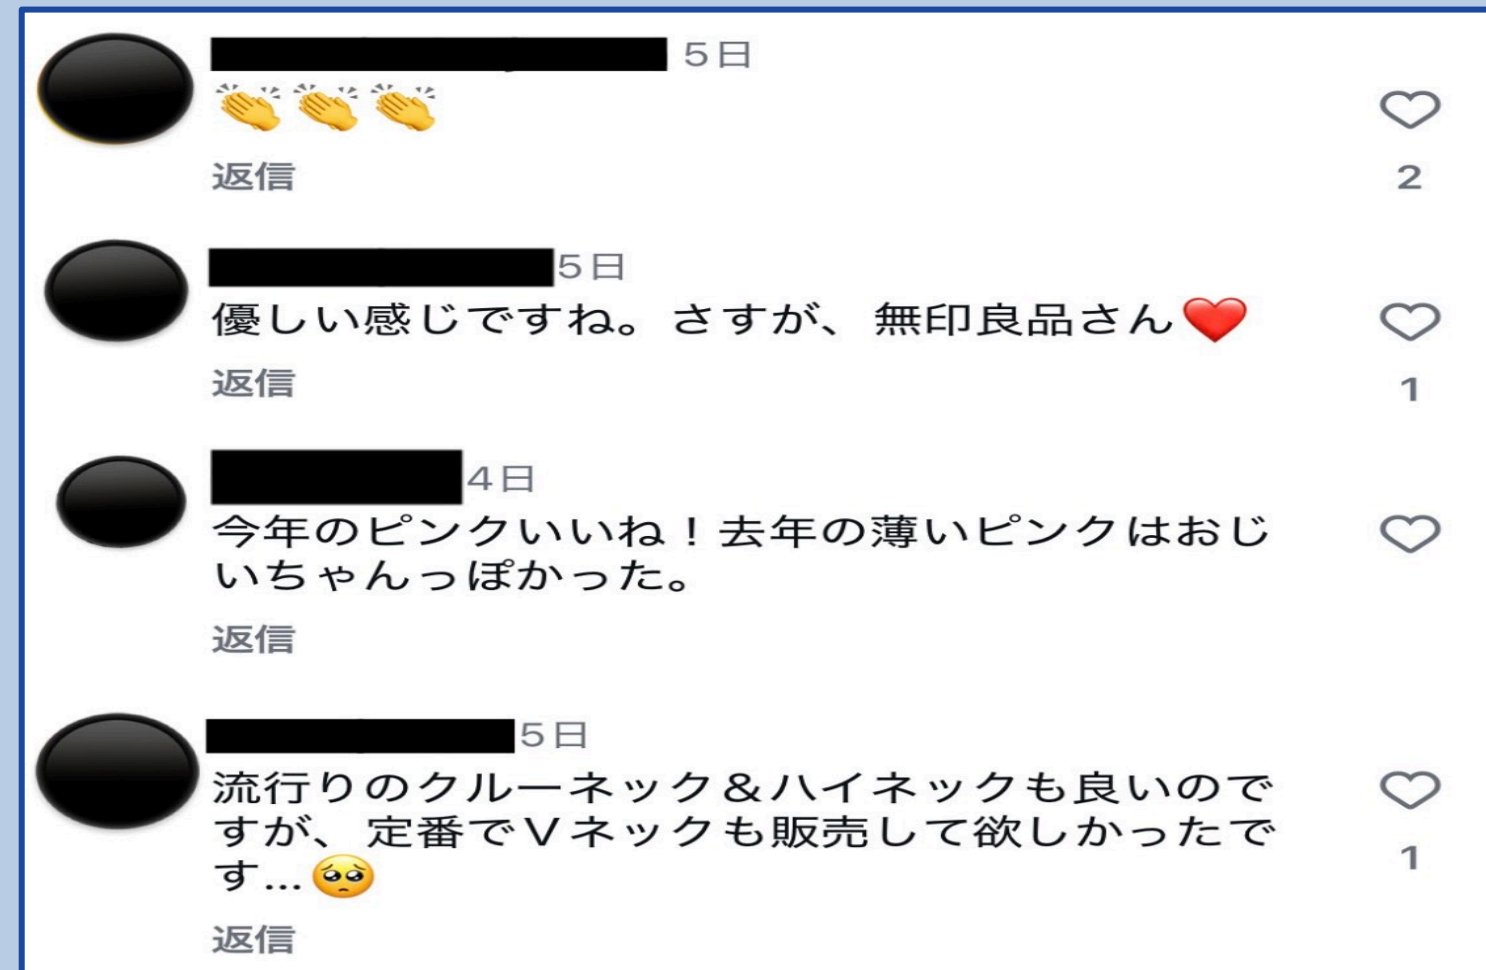 5日
👏👏👏
返信
2
5日
優しい感じですね。さすが、無印良品さん❤️
返信
1
4日
今年のピンクいいね！去年の薄いピンクはおじ
いちゃんっぽかった。
返信
5日
流行りのクルーネック＆ハイネックも良いので
すが、定番でVネックも販売して欲しかったで
す...🥺
返信
1